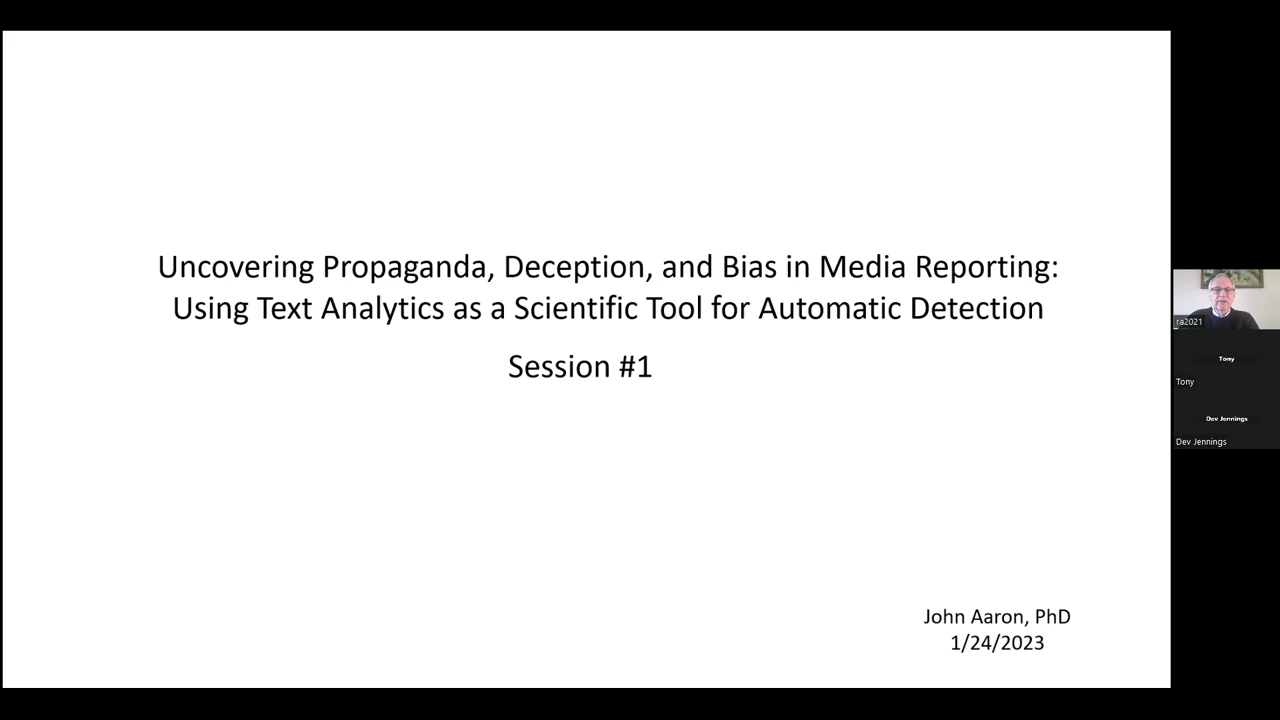 Uncovering Propaganda, Deception, and Bias in Media Reporting:
Using Text Analytics as a Scientific Tool for Automatic Detection
Session #1
John Aaron, PhD
1/24/2023
ra2021
Tony
Tony
Dev Jennings
Dev Jennings